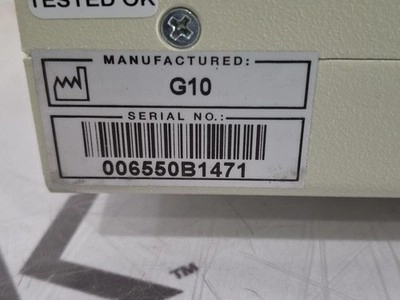 TESTED OK
MANUFACTURED:
G10
SERIAL NO.:
006550B1471
TM